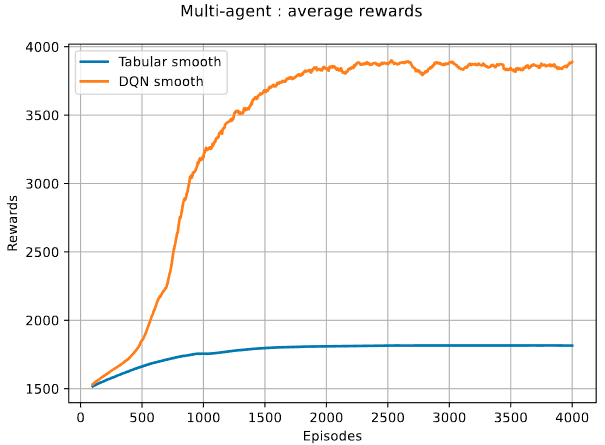 Multi-agent : average rewards
Tabular smooth
DQN smooth
4000
3500
3000
2500
2000
1500
Rewards
0 500 1000 1500 2000 2500 3000 3500 4000
Episodes